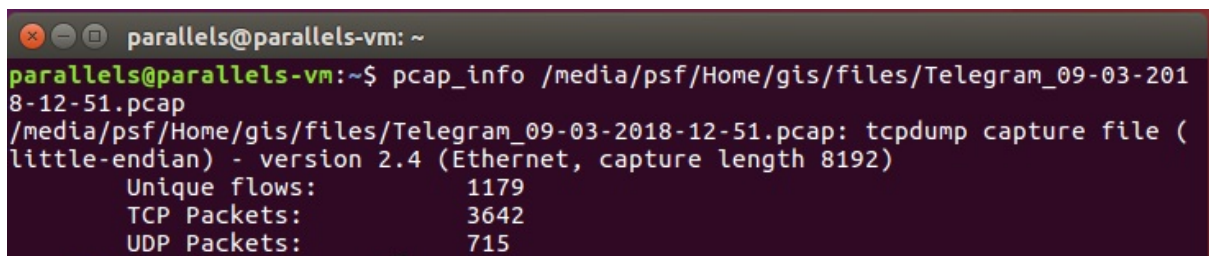 parallels@parallels-vm: ~
parallels@parallels-vm:~$ pcap_info /media/psf/Home/gis/files/Telegram_09-03-201
8-12-51.pcap
/media/psf/Home/gis/files/Telegram_09-03-2018-12-51.pcap: tcpdump capture file (
little-endian) - version 2.4 (Ethernet, capture length 8192)
Unique flows: 1179
TCP Packets: 3642
UDP Packets: 715